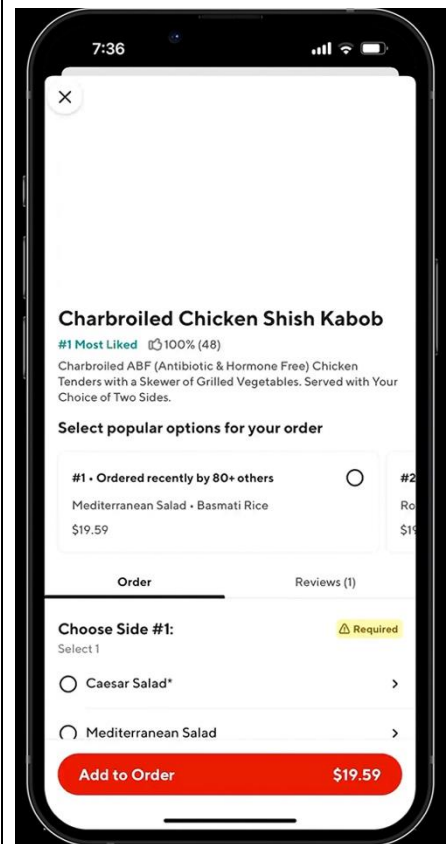 7:36
Charbroiled Chicken Shish Kabob
#1 Most Liked 100% (48)
Charbroiled ABF (Antibiotic & Hormone Free) Chicken
Tenders with a Skewer of Grilled Vegetables. Served with Your
Choice of Two Sides.
Select popular options for your order
#1 • Ordered recently by 80+ others
Mediterranean Salad • Basmati Rice
$19.59
#2
Ro
$19
Order
Reviews (1)
Choose Side #1:
Required
Select 1
Caesar Salad*
Mediterranean Salad
Add to Order
$19.59